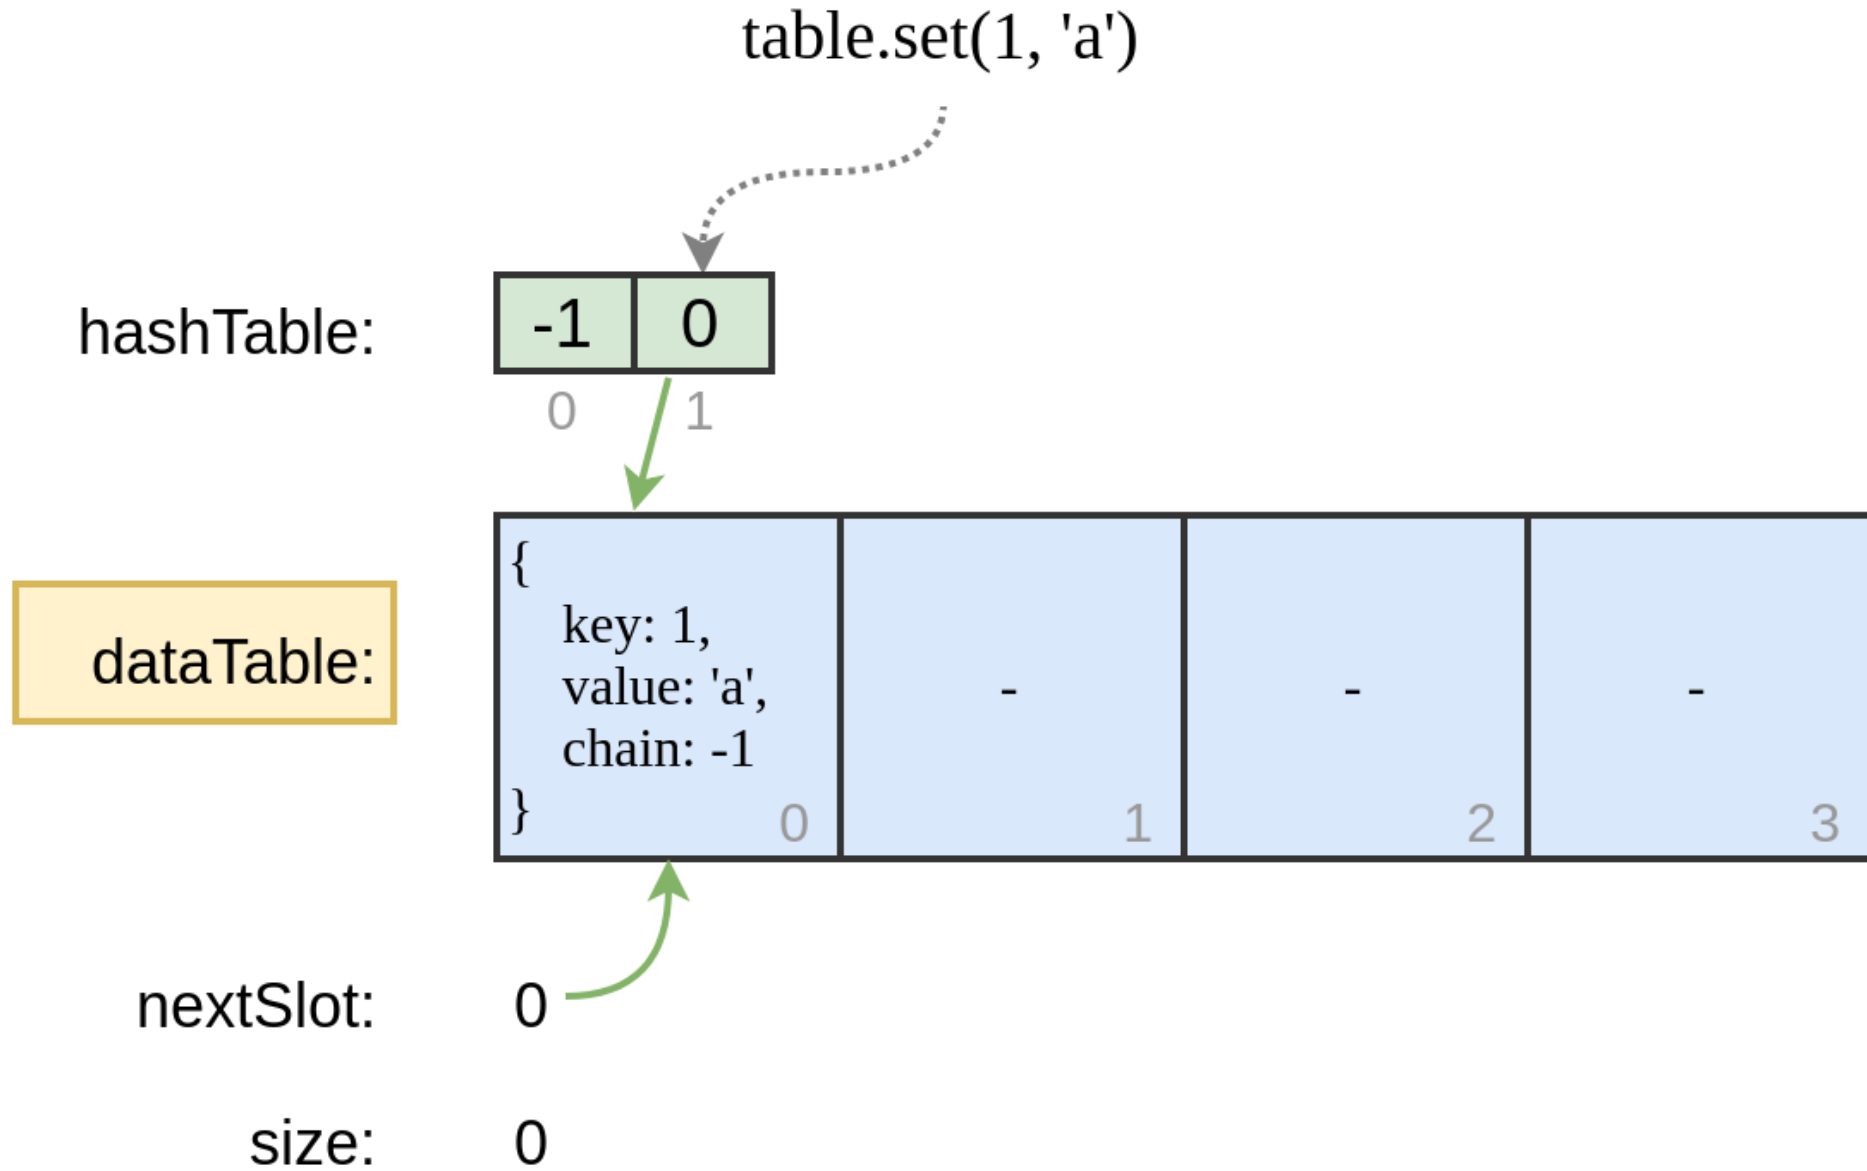 table.set(1, 'a')
hashTable:
-1 0
0 1
{
key: 1,
value: 'a',
chain: -1
}
0
dataTable:
- - -
1 2 3
nextSlot: 0
size: 0